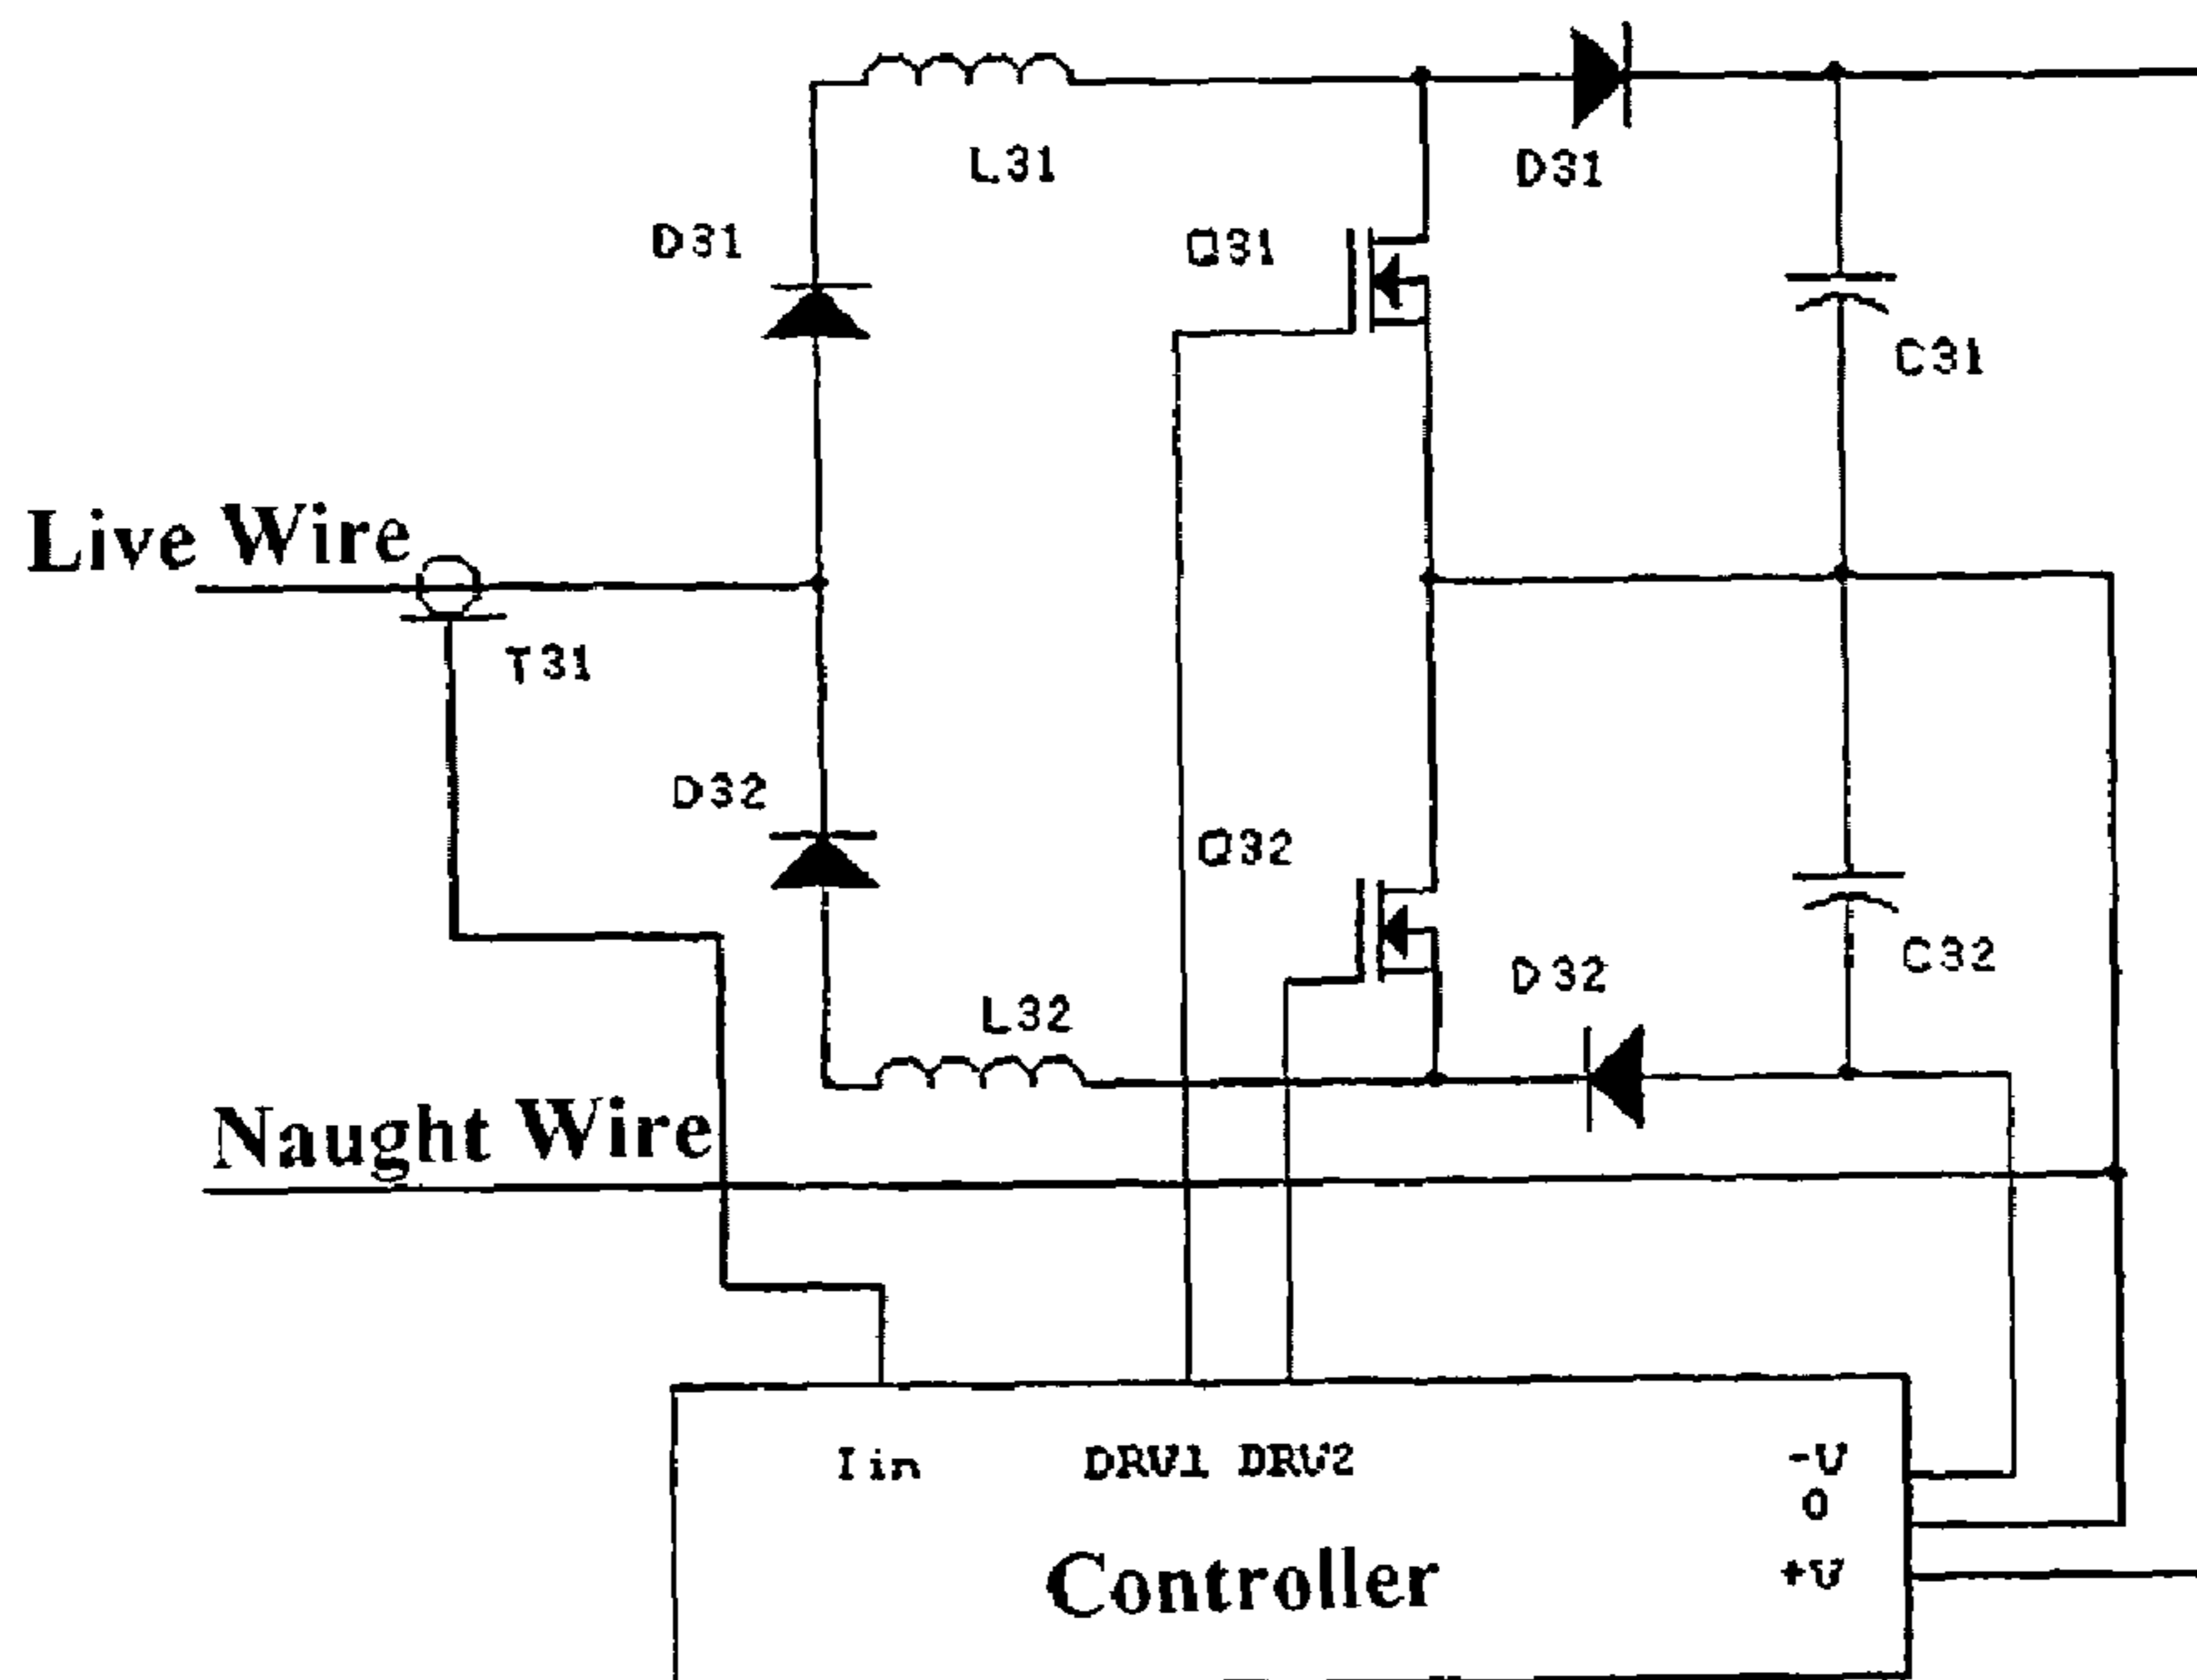 L31
D31
D31
Q31
C31
Live Wire
T31
D32
Q32
C32
D32
L32
Naught Wire
Iin
DRV1 DRV2
-V
0
+V
Controller